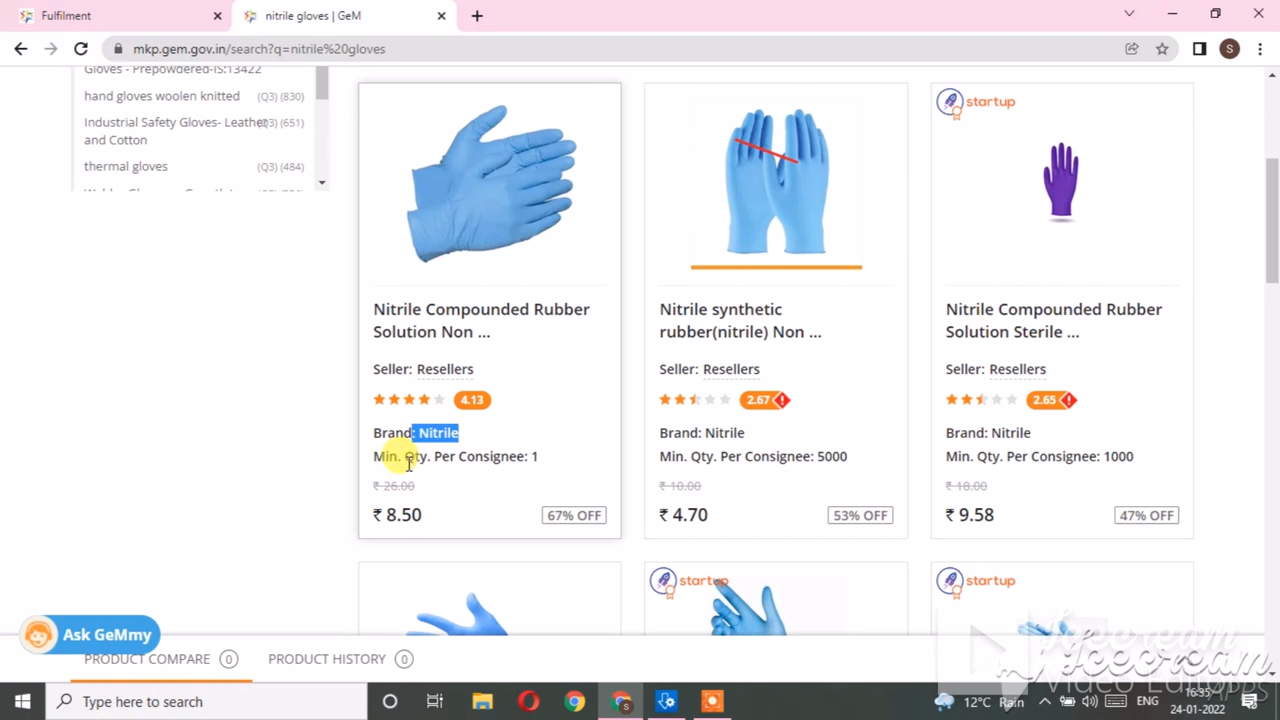 Fulfilment
nitrile gloves | GeM
mkp.gem.gov.in/search?q=nitrile%20gloves
S
Gloves - Prepowdered-IS:13422
hand gloves woolen knitted (Q3) (830)
Industrial Safety Gloves- Leather (Q3) (651)
and Cotton
thermal gloves (Q3) (484)
startup
Nitrile Compounded Rubber
Solution Non ...
Seller: Resellers
4.13
Brand: Nitrile
Min. Qty. Per Consignee: 1
₹ 26.00
₹ 8.50 67% OFF
Nitrile synthetic
rubber(nitrile) Non ...
Seller: Resellers
2.67
Brand: Nitrile
Min. Qty. Per Consignee: 5000
₹ 10.00
₹ 4.70 53% OFF
Nitrile Compounded Rubber
Solution Sterile ...
Seller: Resellers
2.65
Brand: Nitrile
Min. Qty. Per Consignee: 1000
₹ 18.00
₹ 9.58 47% OFF
startup
startup
Ask GeMmy
PRODUCT COMPARE 0
PRODUCT HISTORY 0
Icecream
Video Editor
APPS
Type here to search
12°C Rain
ENG
16:35
24-01-2022